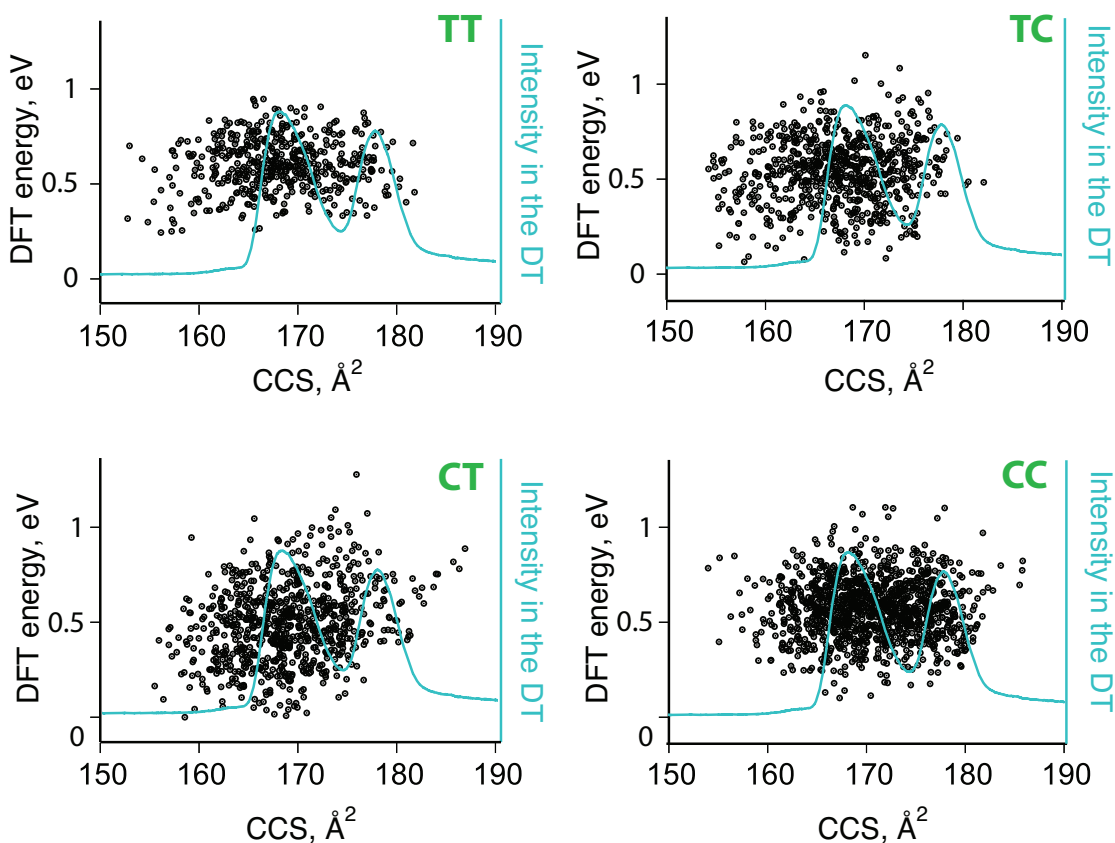 TT
DFT energy, eV
1
0.5
0
150 160 170 180 190
CCS, Å²
Intensity in the DT
TC
DFT energy, eV
1
0.5
0
150 160 170 180 190
CCS, Å²
Intensity in the DT
CT
DFT energy, eV
1
0.5
0
150 160 170 180 190
CCS, Å²
Intensity in the DT
CC
DFT energy, eV
1
0.5
0
150 160 170 180 190
CCS, Å²
Intensity in the DT